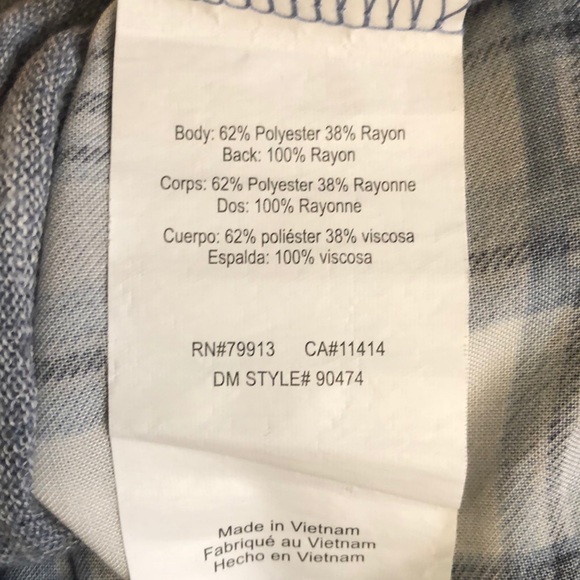 Body: 62% Polyester 38% Rayon
Back: 100% Rayon
Corps: 62% Polyester 38% Rayonne
Dos: 100% Rayonne
Cuerpo: 62% poliéster 38% viscosa
Espalda: 100% viscosa
RN#79913 CA#11414
DM STYLE# 90474
Made in Vietnam
Fabriqué au Vietnam
Hecho en Vietnam